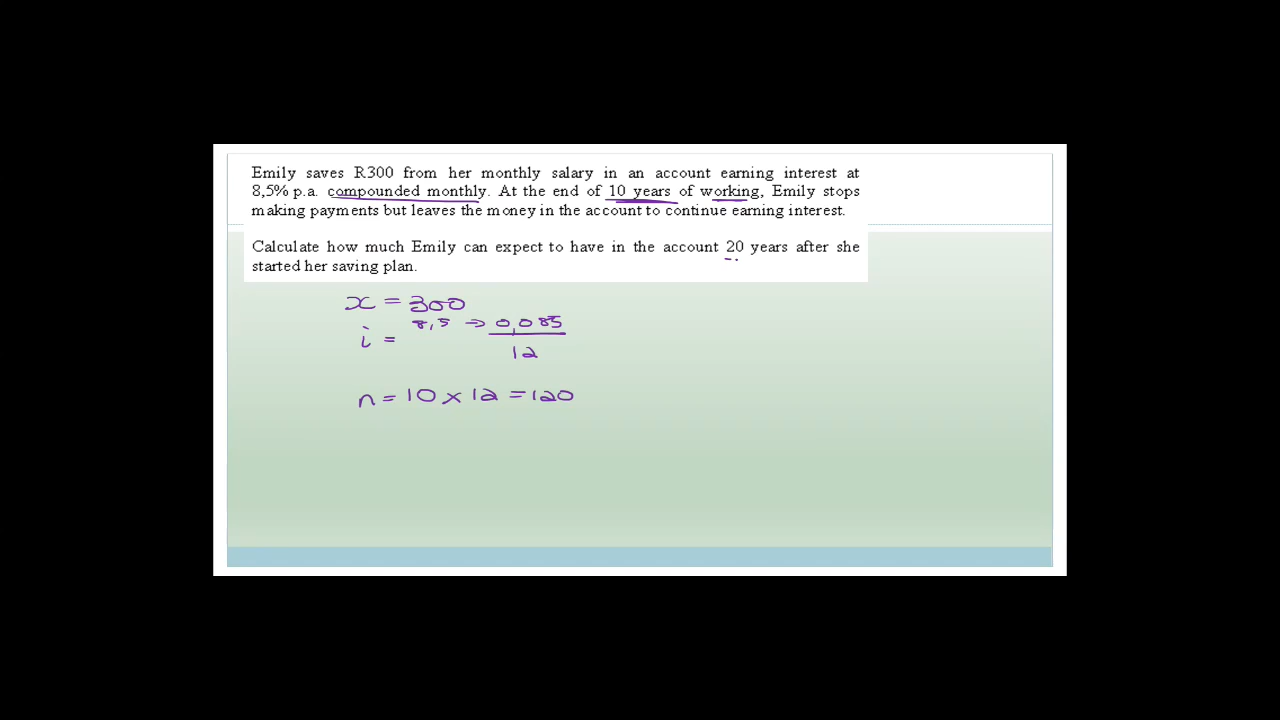 Emily saves R300 from her monthly salary in an account earning interest at
8,5% p.a. compounded monthly. At the end of 10 years of working, Emily stops
making payments but leaves the money in the account to continue earning interest.
Calculate how much Emily can expect to have in the account 20 years after she
started her saving plan.
x = 300
i = 8,5 → 0,085
12
n = 10 × 12 = 120